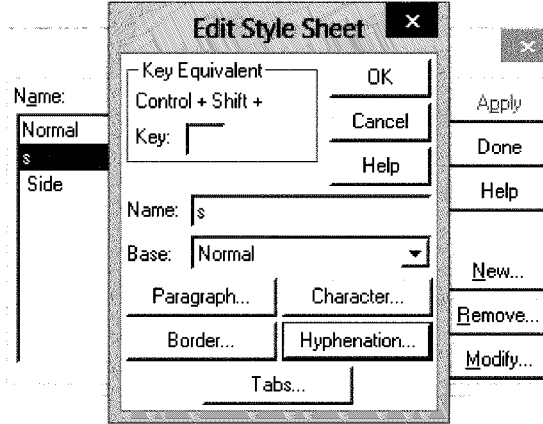 Edit Style Sheet
Key Equivalent
Control + Shift +
Key:
OK
Cancel
Help
Name: s
Base: Normal
Paragraph...
Character...
Border...
Hyphenation...
Tabs...
Name:
Normal
s
Side
Apply
Done
Help
New...
Remove...
Modify...